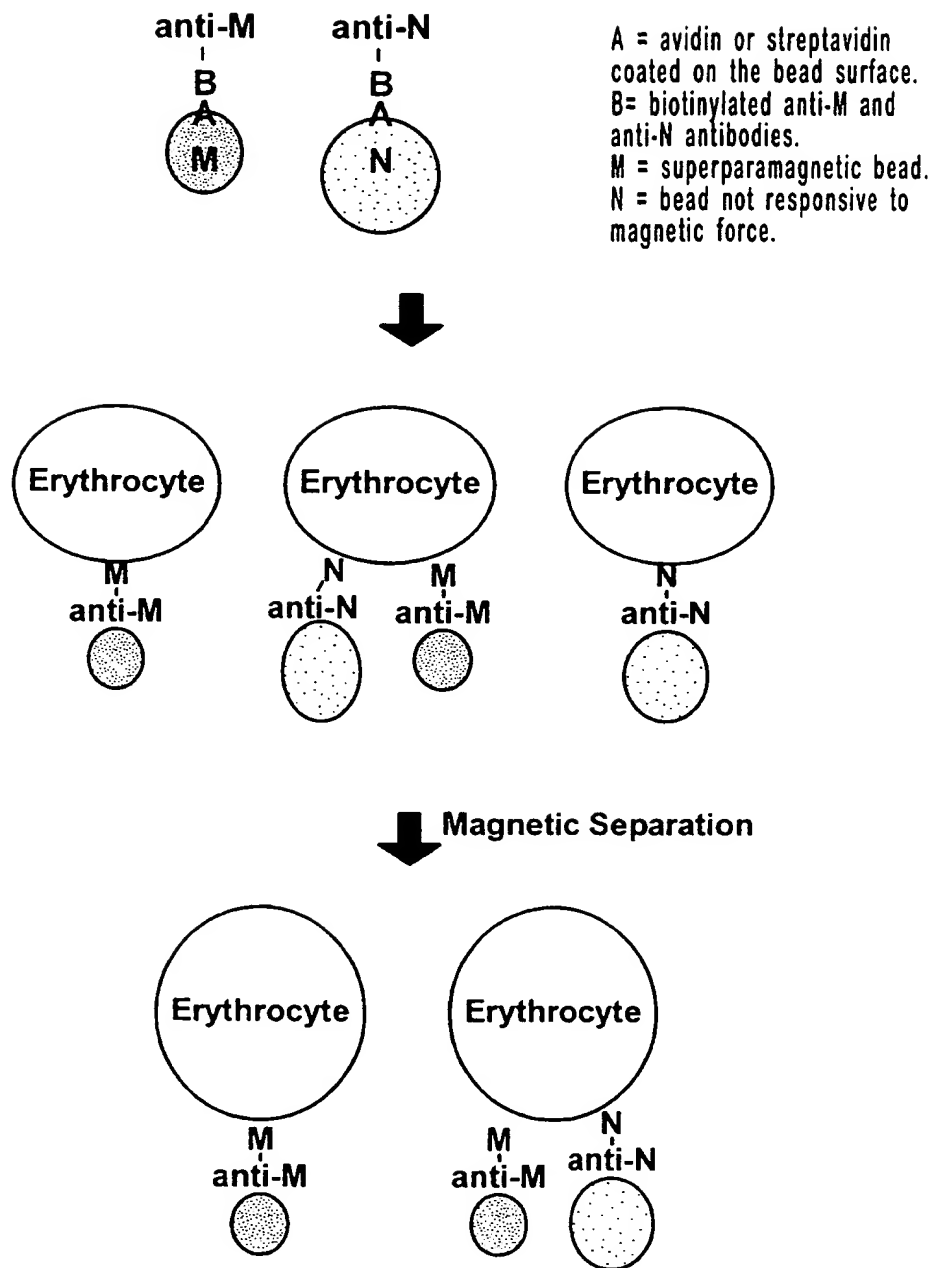 anti-M
anti-N
B
B
A
A
M
N
A = avidin or streptavidin
coated on the bead surface.
B= biotinylated anti-M and
anti-N antibodies.
M = superparamagnetic bead.
N = bead not responsive to
magnetic force.
Erythrocyte
Erythrocyte
Erythrocyte
M
N
M
N
anti-M
anti-N
anti-M
anti-N
Magnetic Separation
Erythrocyte
Erythrocyte
M
M
N
anti-M
anti-M
anti-N